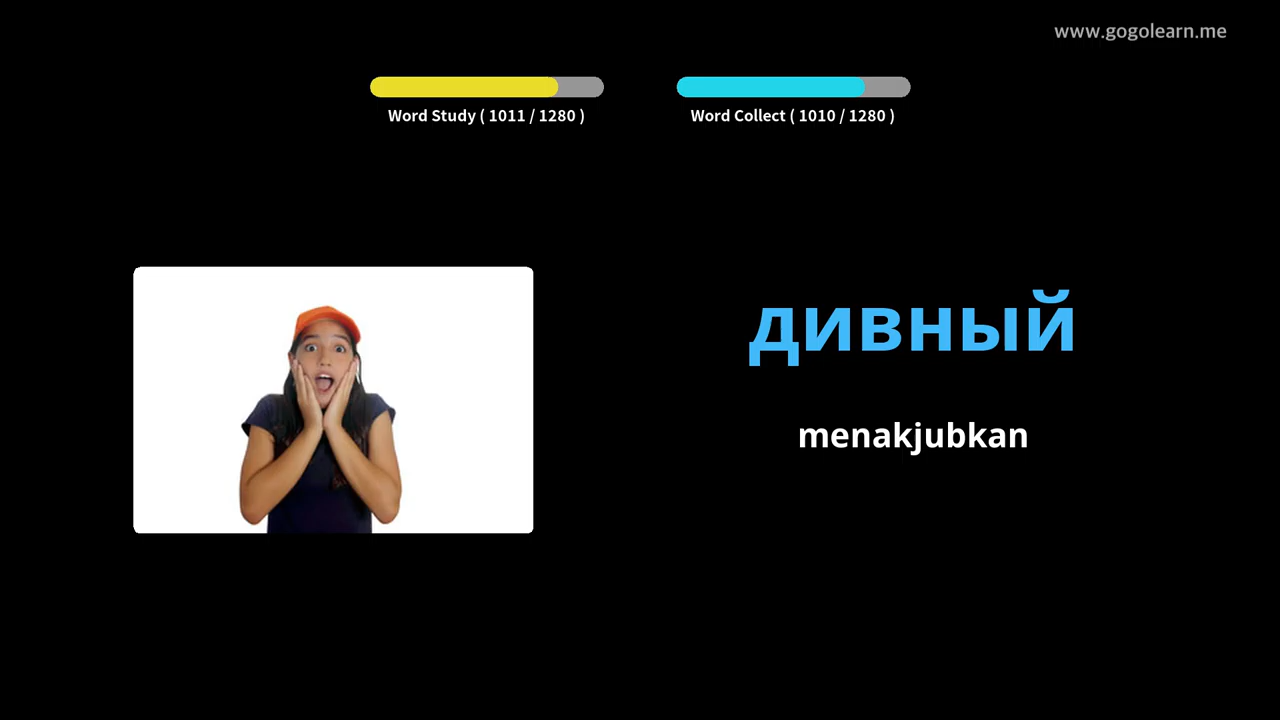 www.gogolearn.me
Word Study ( 1011 / 1280 )
Word Collect ( 1010 / 1280 )
дивный
menakjubkan